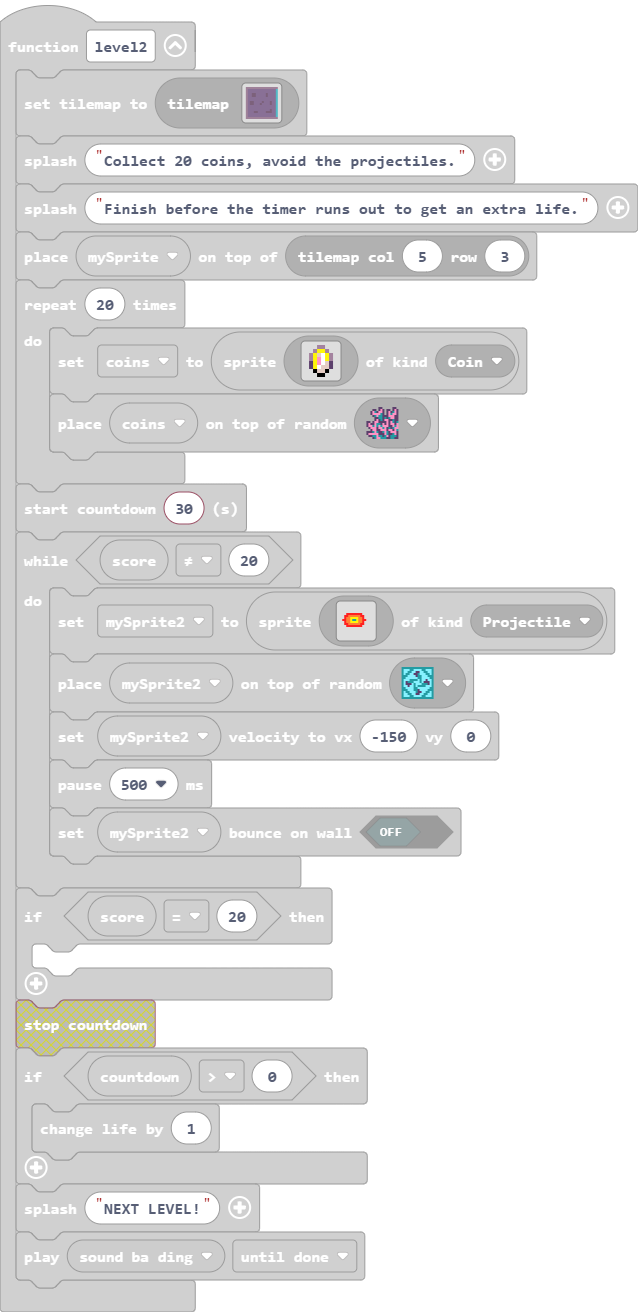 function level2
set tilemap to tilemap
splash "Collect 20 coins, avoid the projectiles."
splash "Finish before the timer runs out to get an extra life."
place mySprite on top of tilemap col 5 row 3
repeat 20 times
do
set coins to sprite of kind Coin
place coins on top of random
start countdown 30 (s)
while score ≠ 20
do
set mySprite2 to sprite of kind Projectile
place mySprite2 on top of random
set mySprite2 velocity to vx -150 vy 0
pause 500 ms
set mySprite2 bounce on wall OFF
if score = 20 then
stop countdown
if countdown > 0 then
change life by 1
splash "NEXT LEVEL!"
play sound ba ding until done